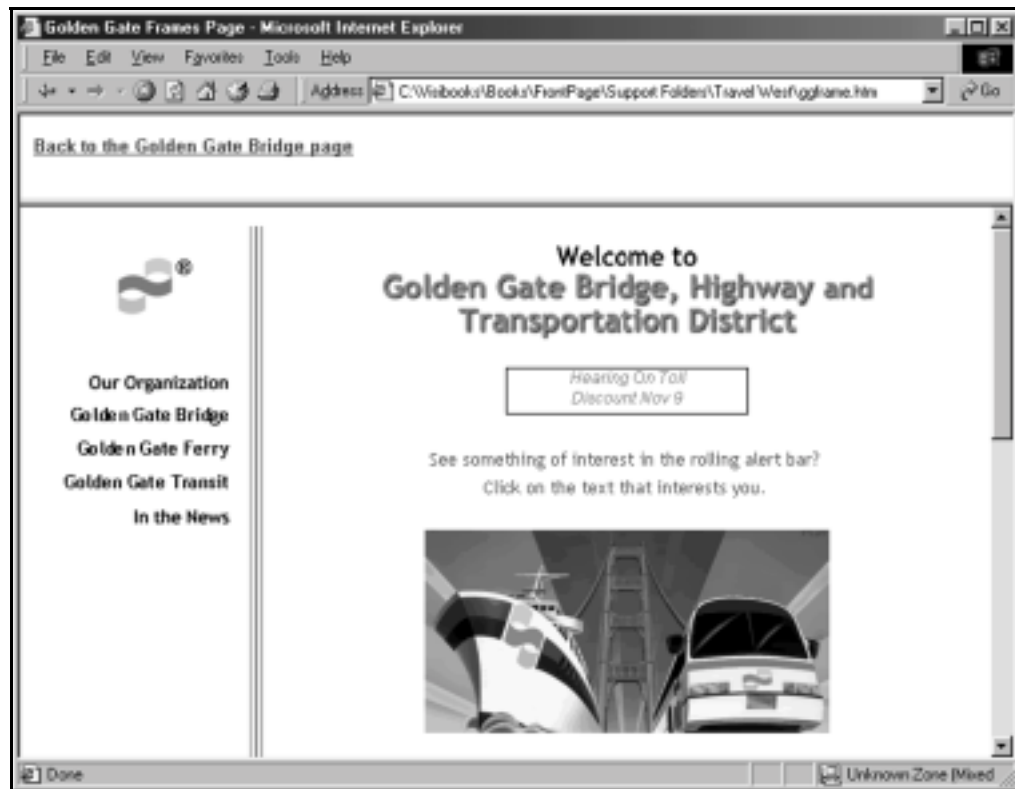 Golden Gate Frames Page - Microsoft Internet Explorer
File Edit View Favorites Tools Help
Address C:\Visibooks\Books\FrontPage\Support Folders\Travel West\ggframe.htm Go
Back to the Golden Gate Bridge page
®
Welcome to
Golden Gate Bridge, Highway and
Transportation District
Hearing On Toll
Discount Nov 9
Our Organization
Golden Gate Bridge
Golden Gate Ferry
Golden Gate Transit
In the News
See something of interest in the rolling alert bar?
Click on the text that interests you.
Done
Unknown Zone (Mixed